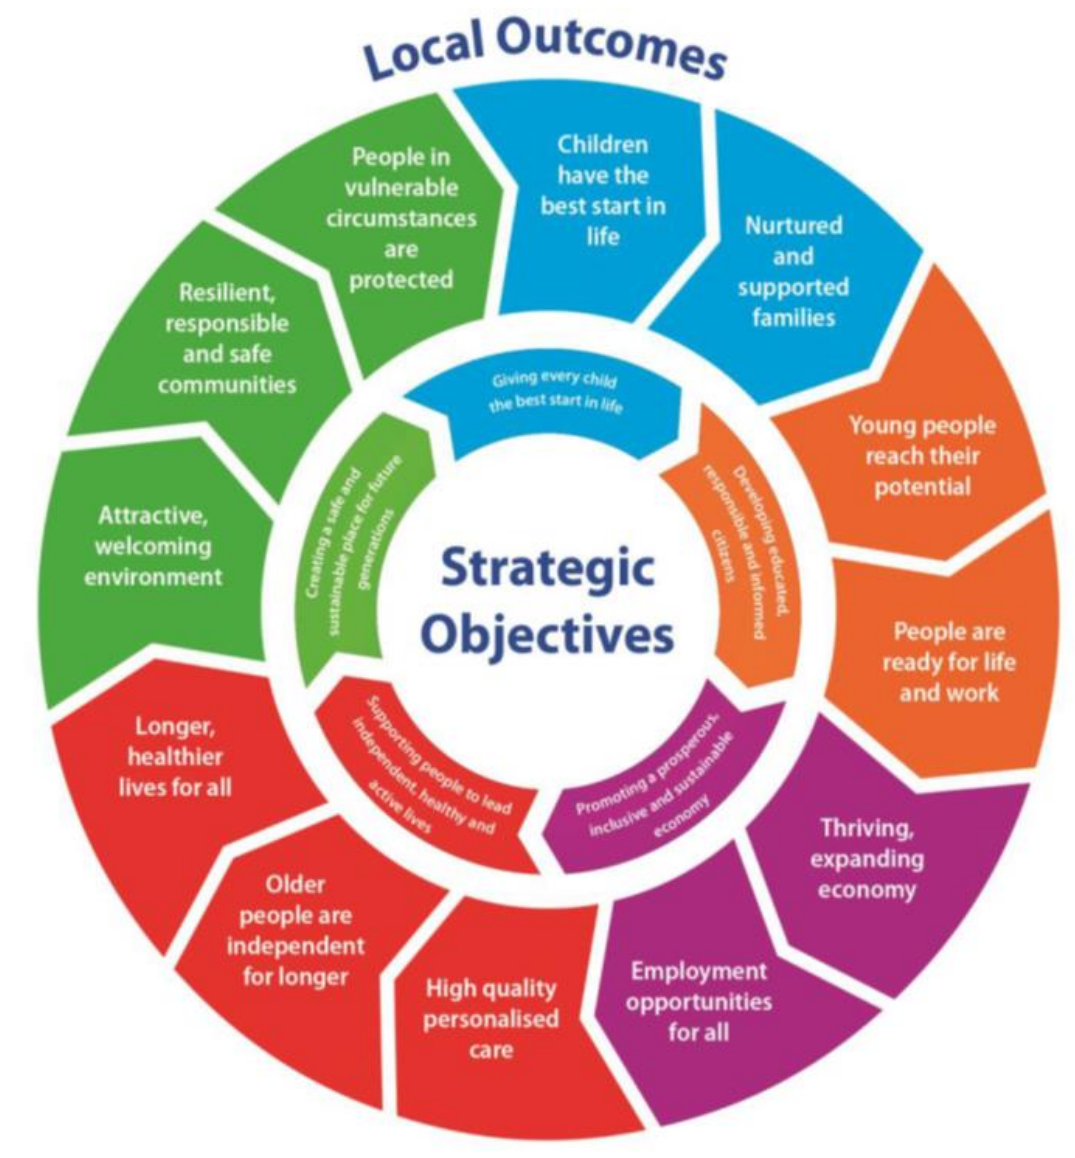 Local Outcomes
Children
have the
best start in
life
Nurtured
and
supported
families
Young people
reach their
potential
People are
ready for life
and work
Thriving,
expanding
economy
Employment
opportunities
for all
High quality
personalised
care
Older
people are
independent
for longer
Longer,
healthier
lives for all
Attractive,
welcoming
environment
Resilient,
responsible
and safe
communities
People in
vulnerable
circumstances
are
protected
Giving every child
the best start in life
Developing educated,
responsible and informed
citizens
Promoting a prosperous,
inclusive and sustainable
economy
Supporting people to lead
independent, healthy and
active lives
Creating a safe and
sustainable place for future
generations
Strategic
Objectives